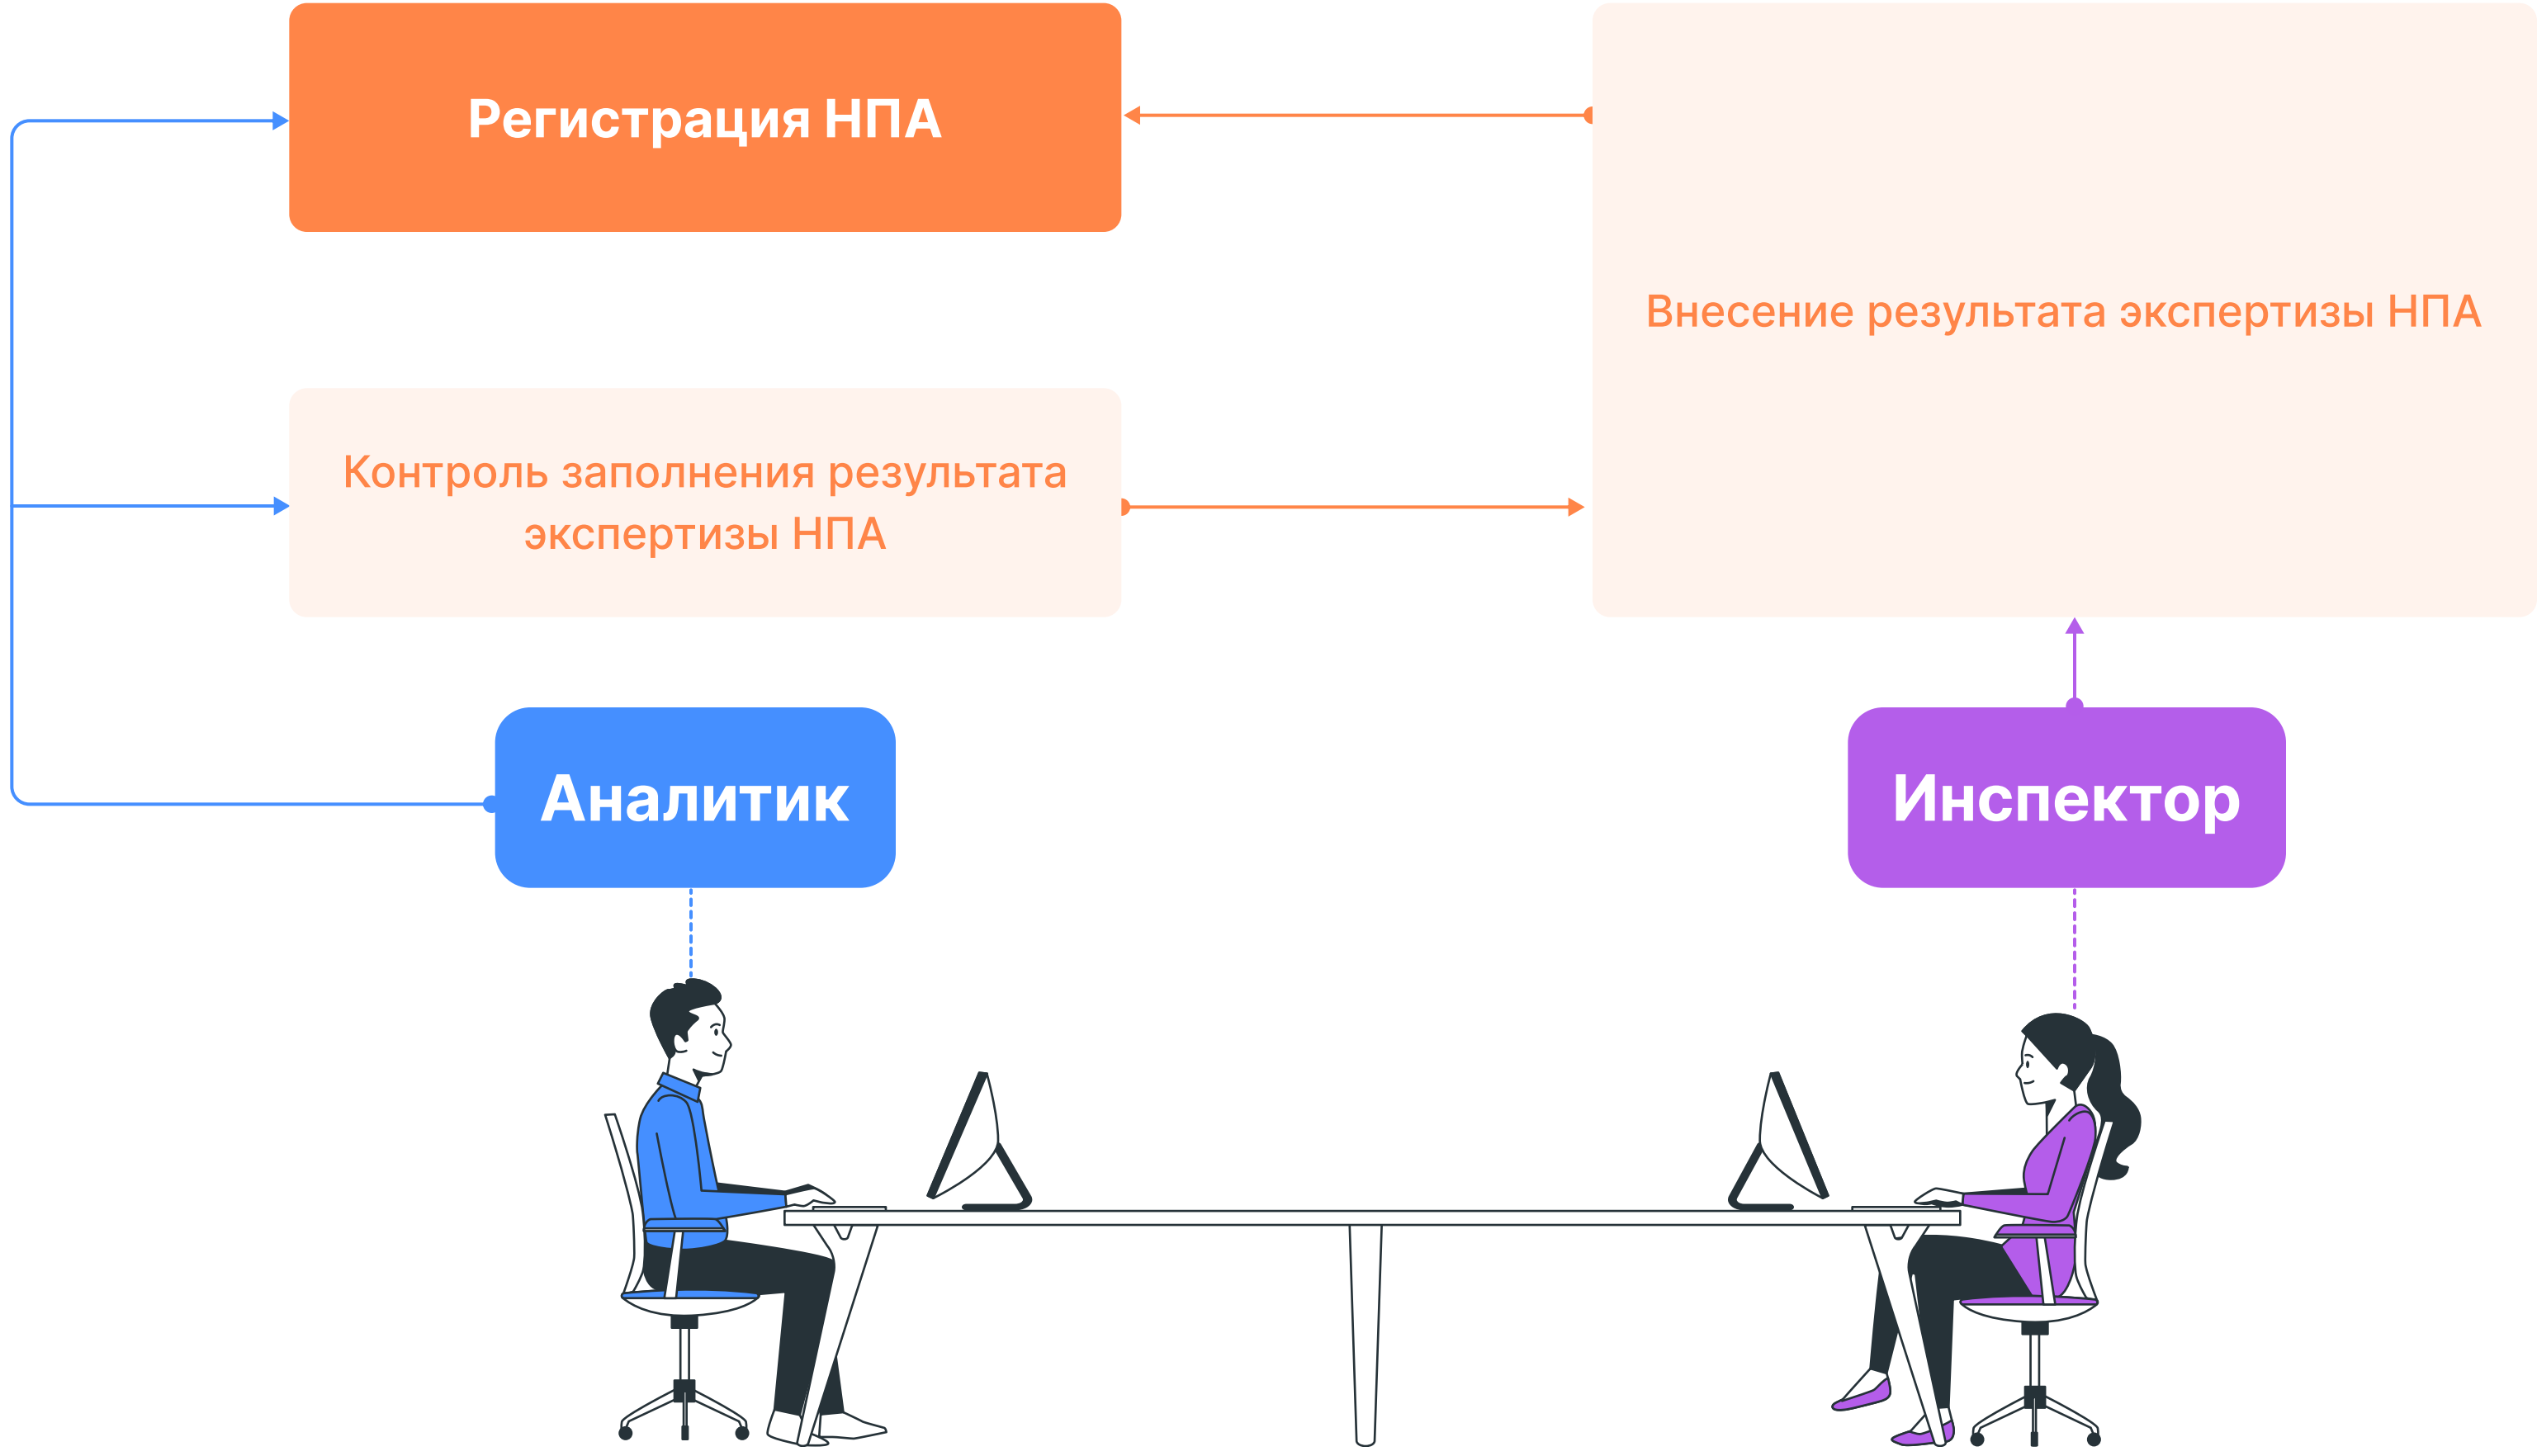 Регистрация НПА
Внесение результата экспертизы НПА
Контроль заполнения результата
экспертизы НПА
Аналитик
Инспектор